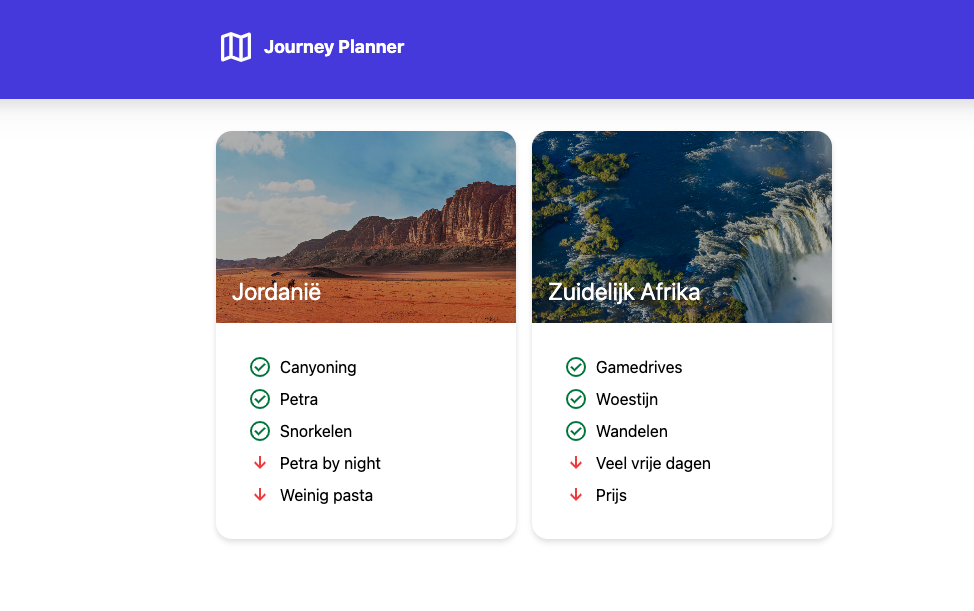 Journey Planner
Jordanië
Canyoning
Petra
Snorkelen
Petra by night
Weinig pasta
Zuidelijk Afrika
Gamedrives
Woestijn
Wandelen
Veel vrije dagen
Prijs